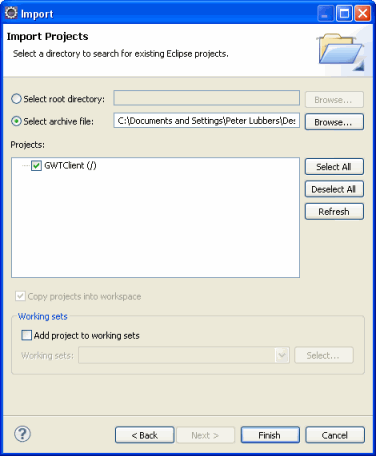 Import
Import Projects
Select a directory to search for existing Eclipse projects.
Select root directory:
Browse...
Select archive file:
C:\Documents and Settings\Peter Lubbers\Des
Browse...
Projects:
GWTClient (/)
Select All
Deselect All
Refresh
Copy projects into workspace
Working sets
Add project to working sets
Working sets:
Select...
?
< Back
Next >
Finish
Cancel